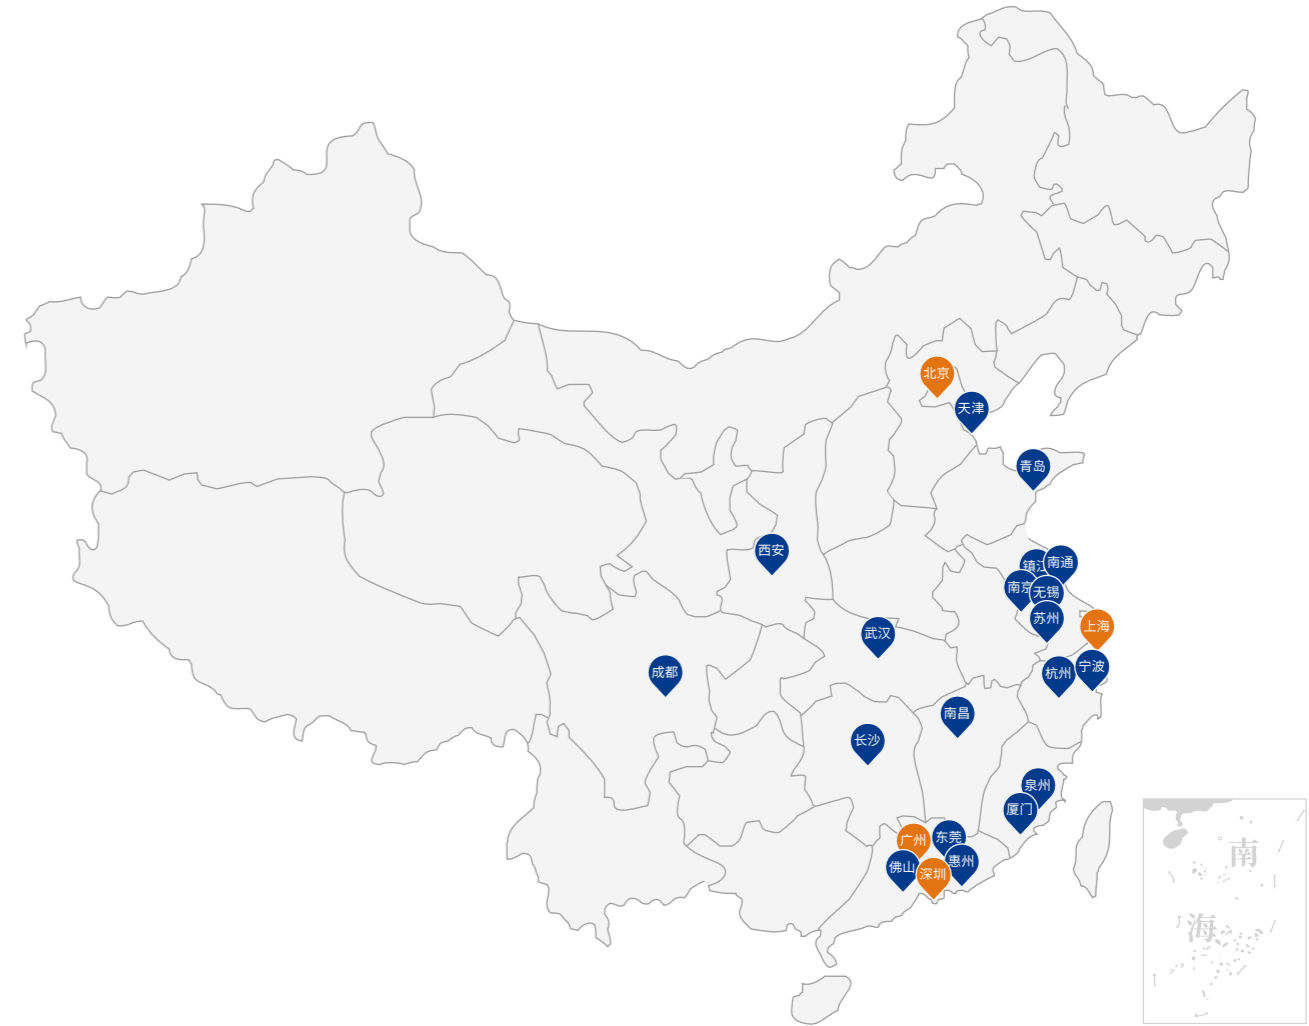 北京
天津
青岛
西安
镇江
南通
南京
无锡
苏州
上海
武汉
成都
杭州
宁波
南昌
长沙
泉州
厦门
广州
东莞
惠州
佛山
深圳
南
海